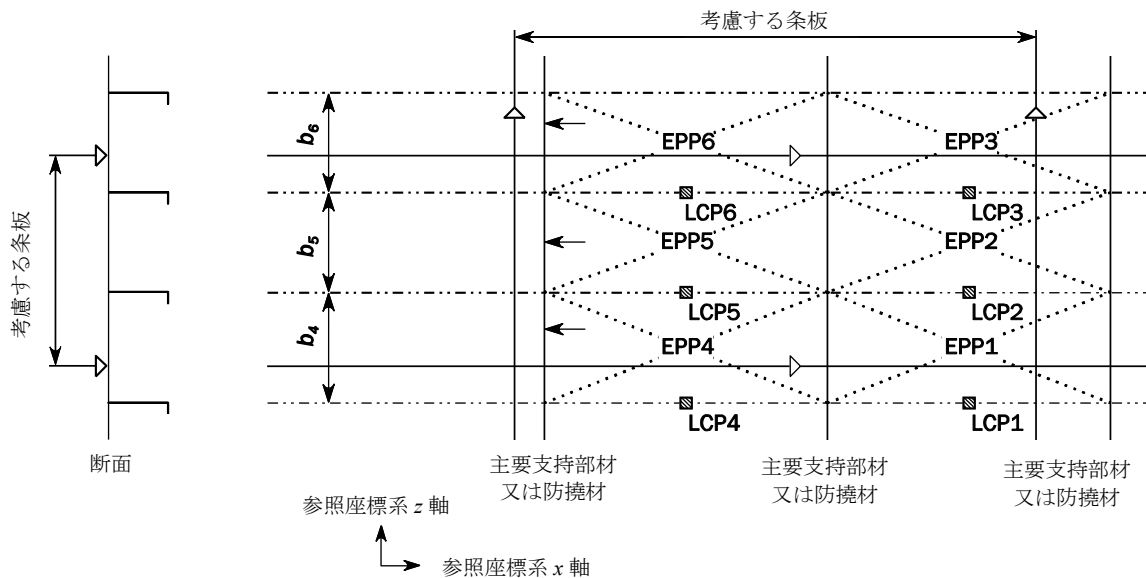 考慮する条板
考慮する条板
b6
EPP6
EPP3
LCP6
LCP3
b5
EPP5
EPP2
LCP5
LCP2
b4
EPP4
EPP1
LCP4
LCP1
断面
主要支持部材
又は防撓材
主要支持部材
又は防撓材
主要支持部材
又は防撓材
参照座標系 z 軸
参照座標系 x 軸